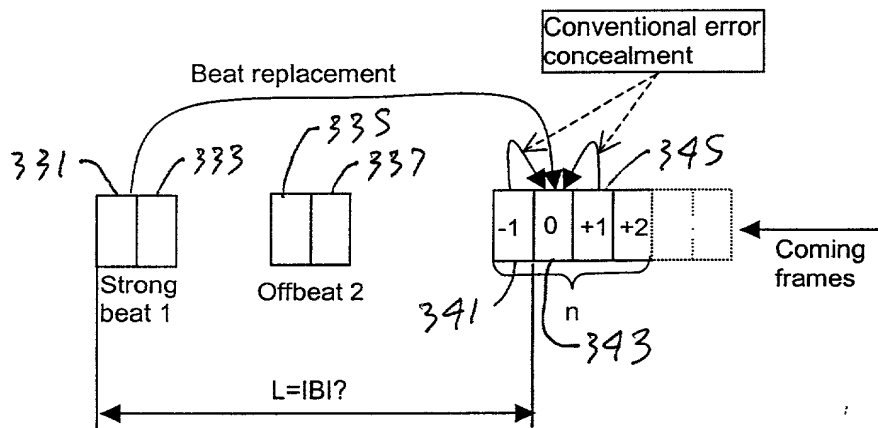 Conventional error
concealment
Beat replacement
331
333
335
337
345
-1 0 +1 +2
Coming
frames
Strong
beat 1
Offbeat 2
341
n
343
L=IBI?